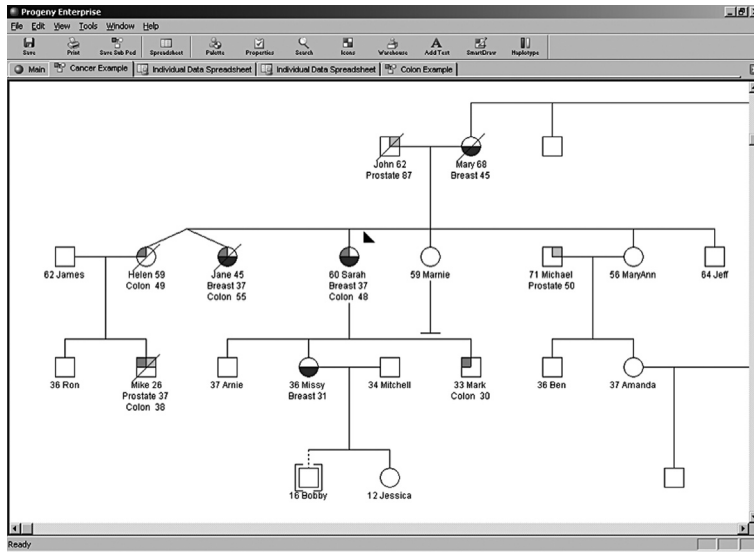 Progeny Enterprise
File Edit View Tools Window Help
Save Print Save Sub Ped Spreadsheet Palette Properties Search Icons Warehouse Add Text SmartDraw Haplotype
Main Cancer Example Individual Data Spreadsheet Individual Data Spreadsheet Colon Example
John 62
Prostate 87
Mary 68
Breast 45
62 James
Helen 59
Colon 49
Jane 45
Breast 37
Colon 55
60 Sarah
Breast 37
Colon 48
59 Marnie
71 Michael
Prostate 50
56 MaryAnn
64 Jeff
36 Ron
Mike 26
Prostate 37
Colon 38
37 Arnie
36 Missy
Breast 31
34 Mitchell
33 Mark
Colon 30
36 Ben
37 Amanda
16 Bobby
12 Jessica
Ready